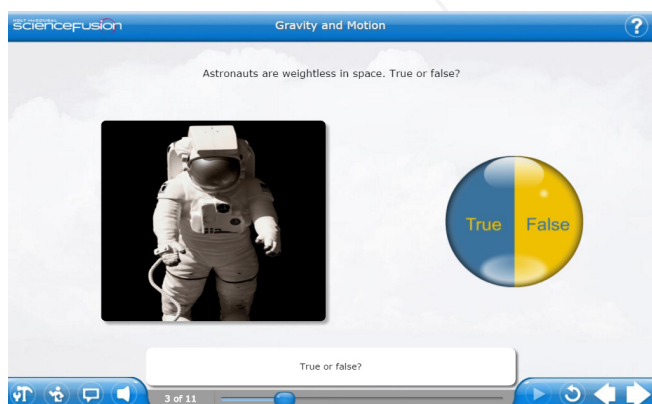 HOLT McDOUGAL
sciencefusion
Gravity and Motion
?
Astronauts are weightless in space. True or false?
True False
True or false?
3 of 11